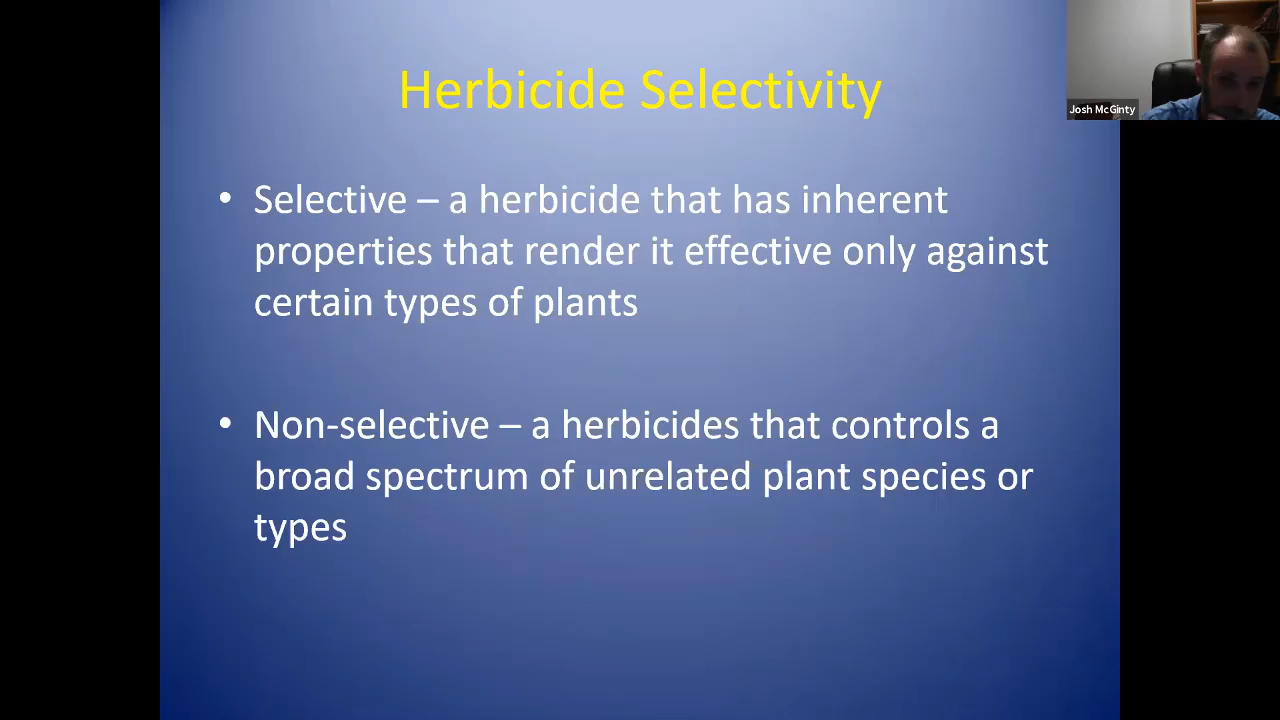 Herbicide Selectivity
Josh McGinty
• Selective – a herbicide that has inherent
properties that render it effective only against
certain types of plants
• Non-selective – a herbicides that controls a
broad spectrum of unrelated plant species or
types